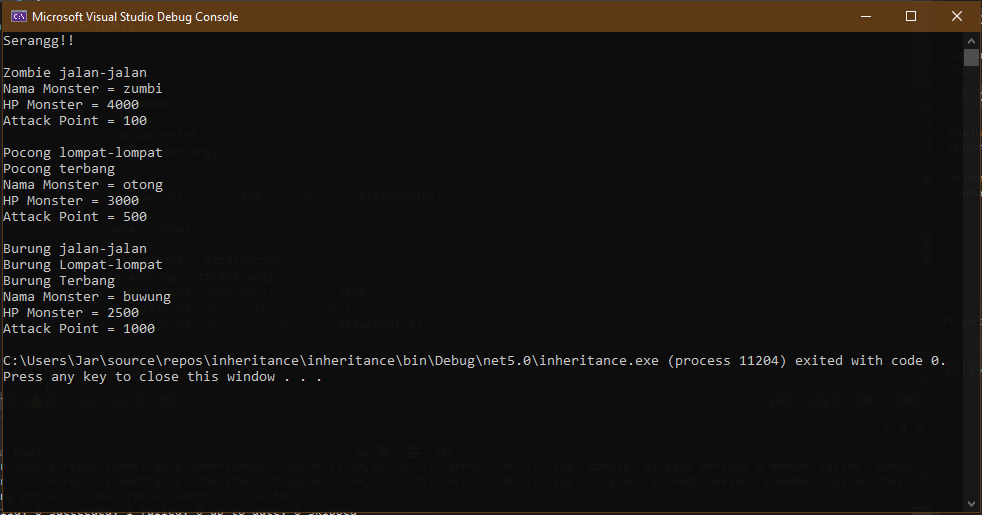 Microsoft Visual Studio Debug Console
Serangg!!
Zombie jalan-jalan
Nama Monster = zumbi
HP Monster = 4000
Attack Point = 100
Pocong lompat-lompat
Pocong terbang
Nama Monster = otong
HP Monster = 3000
Attack Point = 500
Burung jalan-jalan
Burung Lompat-lompat
Burung Terbang
Nama Monster = buwung
HP Monster = 2500
Attack Point = 1000
C:\Users\Jar\source\repos\inheritance\inheritance\bin\Debug\net5.0\inheritance.exe (process 11204) exited with code 0.
Press any key to close this window . . .